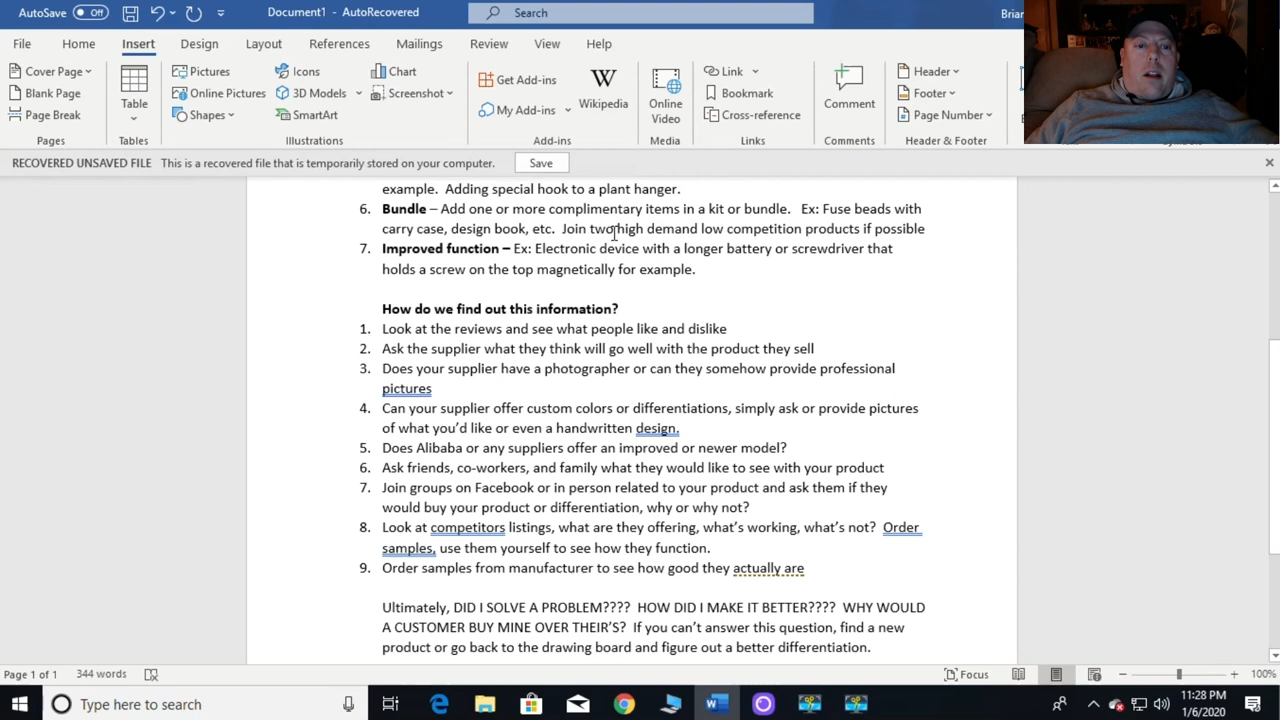 AutoSave Off Document1 - AutoRecovered Search Brian
File Home Insert Design Layout References Mailings Review View Help
Cover Page Pictures Icons Chart Get Add-ins Link Header
Blank Page Table Online Pictures 3D Models Screenshot My Add-ins Wikipedia Online Video Bookmark Comment Footer
Page Break Shapes SmartArt Cross-reference Page Number
Pages Tables Illustrations Add-ins Media Links Comments Header & Footer
RECOVERED UNSAVED FILE This is a recovered file that is temporarily stored on your computer. Save
example. Adding special hook to a plant hanger.
6. Bundle – Add one or more complimentary items in a kit or bundle. Ex: Fuse beads with
carry case, design book, etc. Join two high demand low competition products if possible
7. Improved function – Ex: Electronic device with a longer battery or screwdriver that
holds a screw on the top magnetically for example.
How do we find out this information?
1. Look at the reviews and see what people like and dislike
2. Ask the supplier what they think will go well with the product they sell
3. Does your supplier have a photographer or can they somehow provide professional
pictures
4. Can your supplier offer custom colors or differentiations, simply ask or provide pictures
of what you'd like or even a handwritten design.
5. Does Alibaba or any suppliers offer an improved or newer model?
6. Ask friends, co-workers, and family what they would like to see with your product
7. Join groups on Facebook or in person related to your product and ask them if they
would buy your product or differentiation, why or why not?
8. Look at competitors listings, what are they offering, what's working, what's not? Order
samples, use them yourself to see how they function.
9. Order samples from manufacturer to see how good they actually are
Ultimately, DID I SOLVE A PROBLEM???? HOW DID I MAKE IT BETTER???? WHY WOULD
A CUSTOMER BUY MINE OVER THEIR'S? If you can't answer this question, find a new
product or go back to the drawing board and figure out a better differentiation.
Page 1 of 1 344 words Focus 100%
Type here to search 11:28 PM
1/6/2020